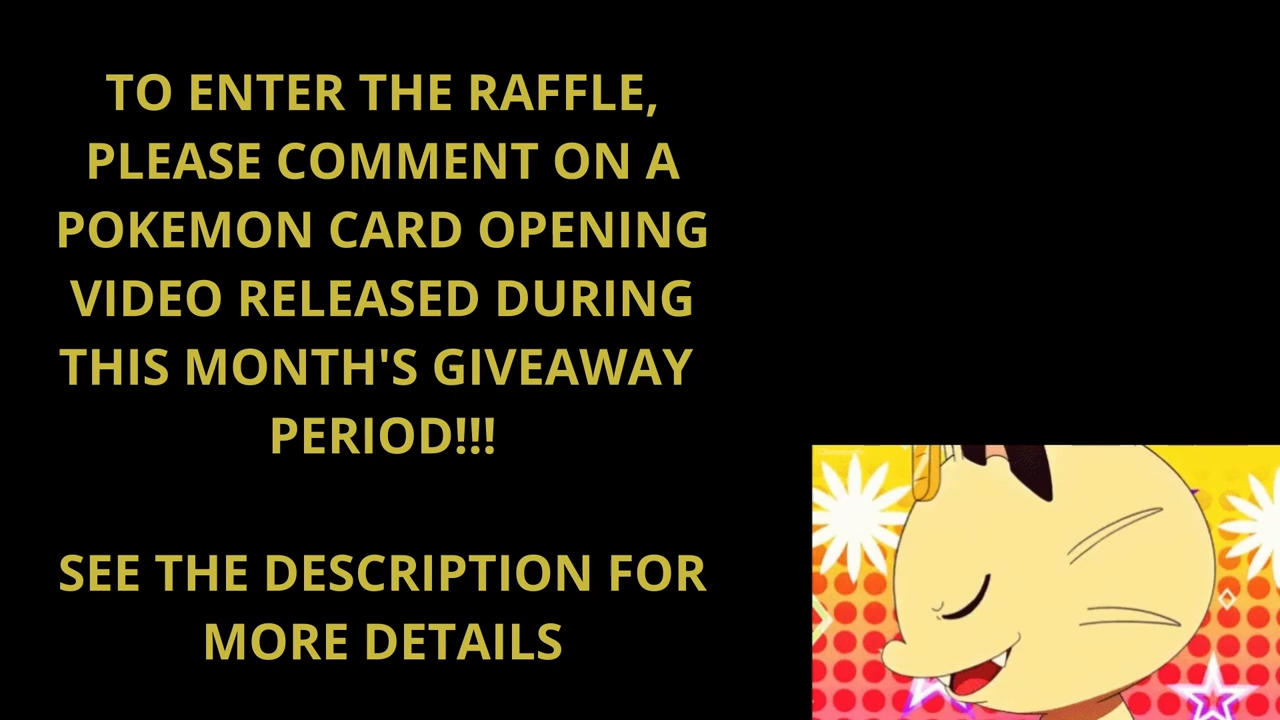 TO ENTER THE RAFFLE,
PLEASE COMMENT ON A
POKEMON CARD OPENING
VIDEO RELEASED DURING
THIS MONTH'S GIVEAWAY
PERIOD!!!
SEE THE DESCRIPTION FOR
MORE DETAILS